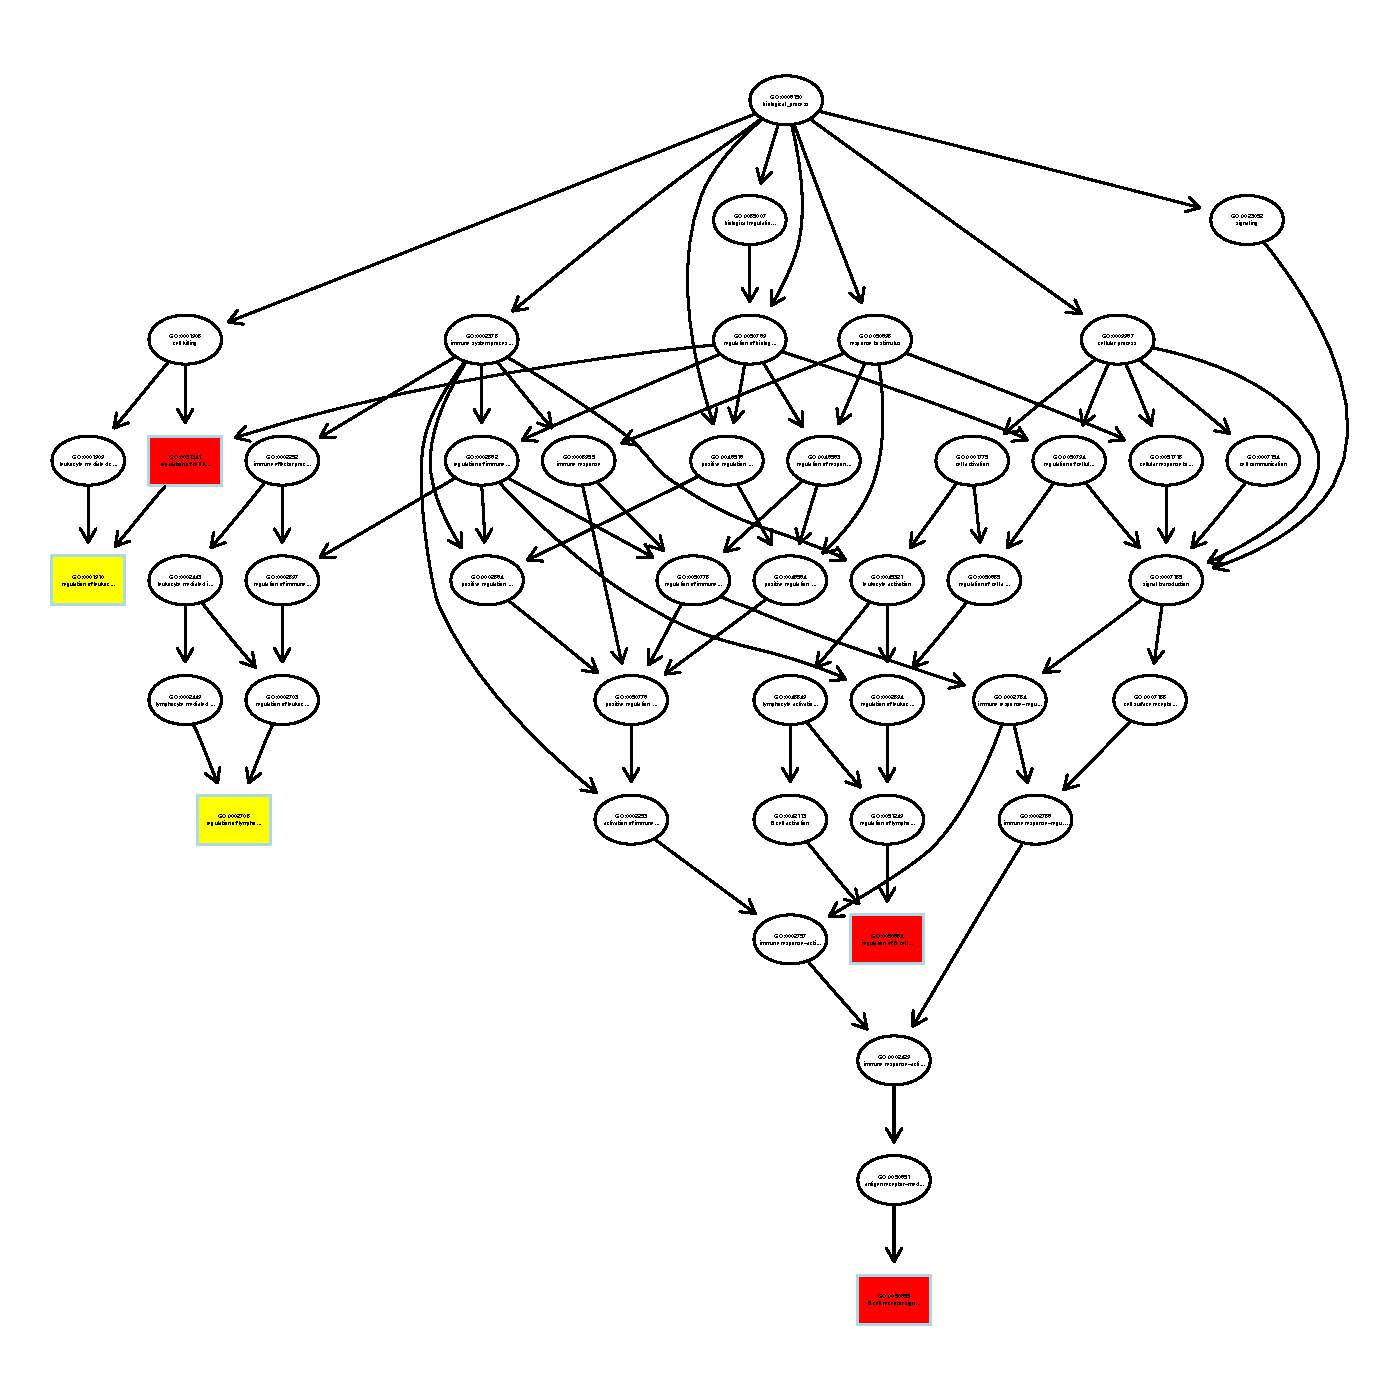 GO:0008150
biological_process
GO:0065007
biological regulatio...
GO:0023052
signaling
GO:0001906
cell killing
GO:0002376
immune system proces...
GO:0050789
regulation of biolog...
GO:0050896
response to stimulus
GO:0009987
cellular process
GO:0001909
leukocyte mediated c...
GO:0031341
regulation of cell k...
GO:0002252
immune effector proc...
GO:0002682
regulation of immune...
GO:0006955
immune response
GO:0048518
positive regulation ...
GO:0048583
regulation of respon...
GO:0001775
cell activation
GO:0050794
regulation of cellul...
GO:0051716
cellular response to...
GO:0007154
cell communication
GO:0001910
regulation of leukoc...
GO:0002443
leukocyte mediated i...
GO:0002697
regulation of immune...
GO:0002684
positive regulation ...
GO:0050776
regulation of immune...
GO:0048584
positive regulation ...
GO:0045321
leukocyte activation
GO:0050865
regulation of cell a...
GO:0007165
signal transduction
GO:0002449
lymphocyte mediated ...
GO:0002703
regulation of leukoc...
GO:0050778
positive regulation ...
GO:0046649
lymphocyte activatio...
GO:0002694
regulation of leukoc...
GO:0002764
immune response-regu...
GO:0007166
cell surface recepto...
GO:0002706
regulation of lympho...
GO:0002253
activation of immune...
GO:0042113
B cell activation
GO:0051249
regulation of lympho...
GO:0002768
immune response-regu...
GO:0002757
immune response-acti...
GO:0050864
regulation of B cell...
GO:0002429
immune response-acti...
GO:0050851
antigen receptor-med...
GO:0050853
B cell receptor sign...